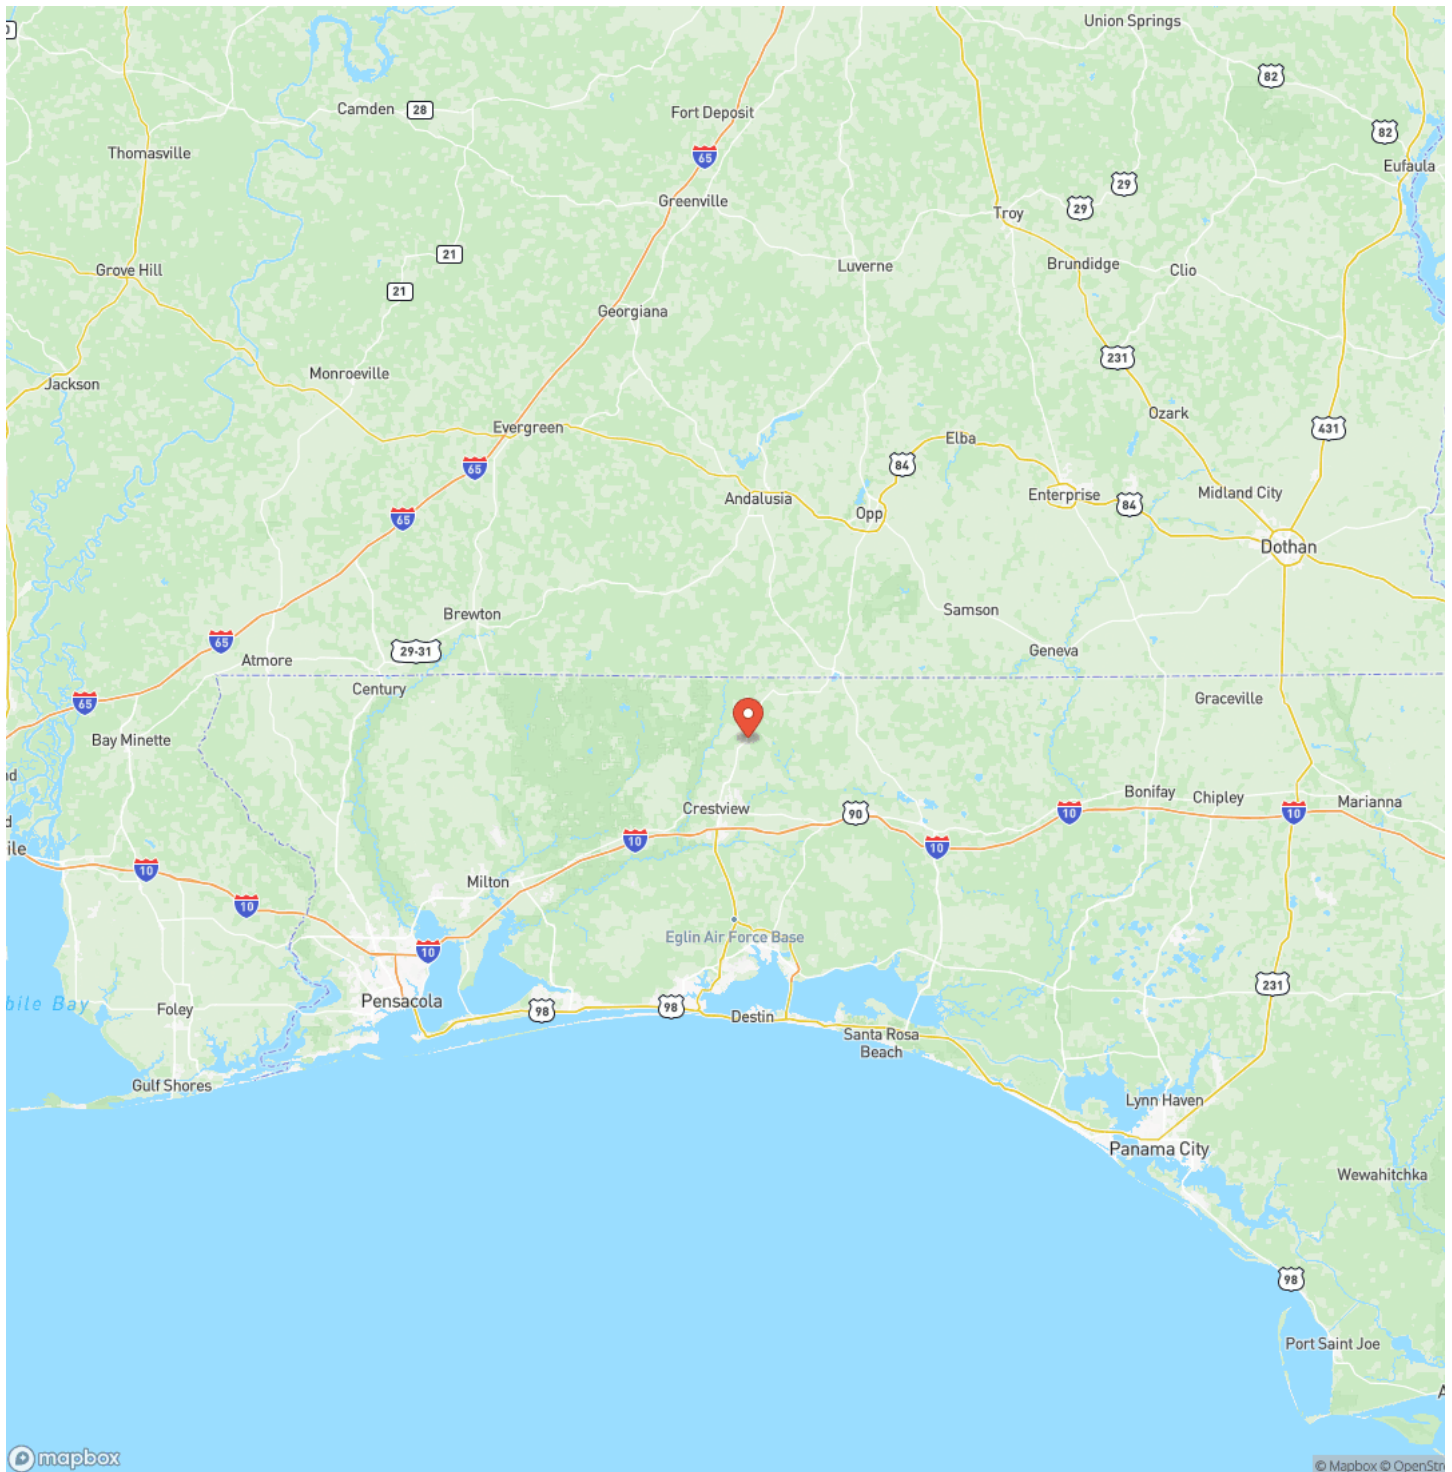 Union Springs
82
Camden
28
Fort Deposit
82
Thomasville
65
Eufaula
29
Greenville
29
Troy
21
Luverne
Brundidge
Clio
Grove Hill
21
Georgiana
231
Monroeville
Jackson
Ozark
Evergreen
431
Elba
65
84
Andalusia
Enterprise
84
Midland City
65
Opp
Dothan
Brewton
Samson
65
29-31
Geneva
Atmore
Century
65
Graceville
Bay Minette
Bonifay
Chipley
Marianna
Crestview
90
10
10
10
10
ile
10
Milton
10
Eglin Air Force Base
10
231
bile Bay
Foley
Pensacola
98
98
Destin
Santa Rosa
Beach
Gulf Shores
Lynn Haven
Panama City
Wewahitchka
98
Port Saint Joe
mapbox
© Mapbox © OpenStr